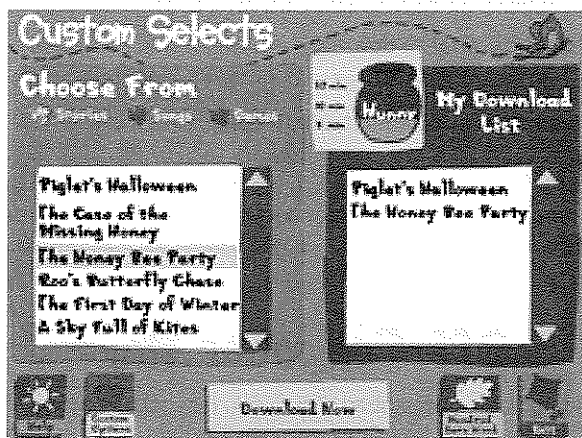 Custom Selects
Choose From
Stories Songs Games
Hunny
My Download
List
Piglet's Halloween
The Case of the
Missing Honey
The Honey Bee Party
Roo's Butterfly Chase
The First Day of Winter
A Sky Full of Kites
Piglet's Halloween
The Honey Bee Party
Download Now